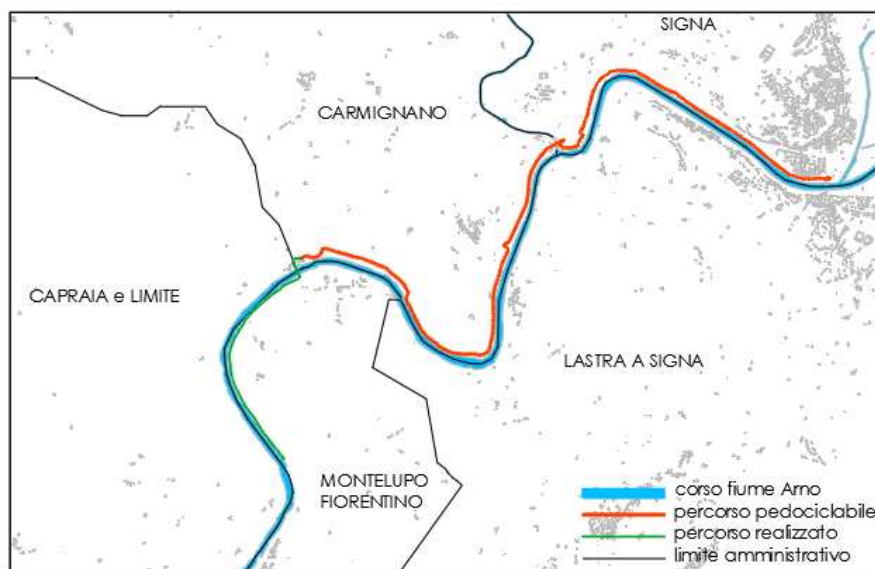 SIGNA
CARMIGNANO
CAPRAIA e LIMITE
LASTRA A SIGNA
MONTELUPO
FIORENTINO
corso fiume Arno
percorso pedociclabile
percorso realizzato
limite amministrativo